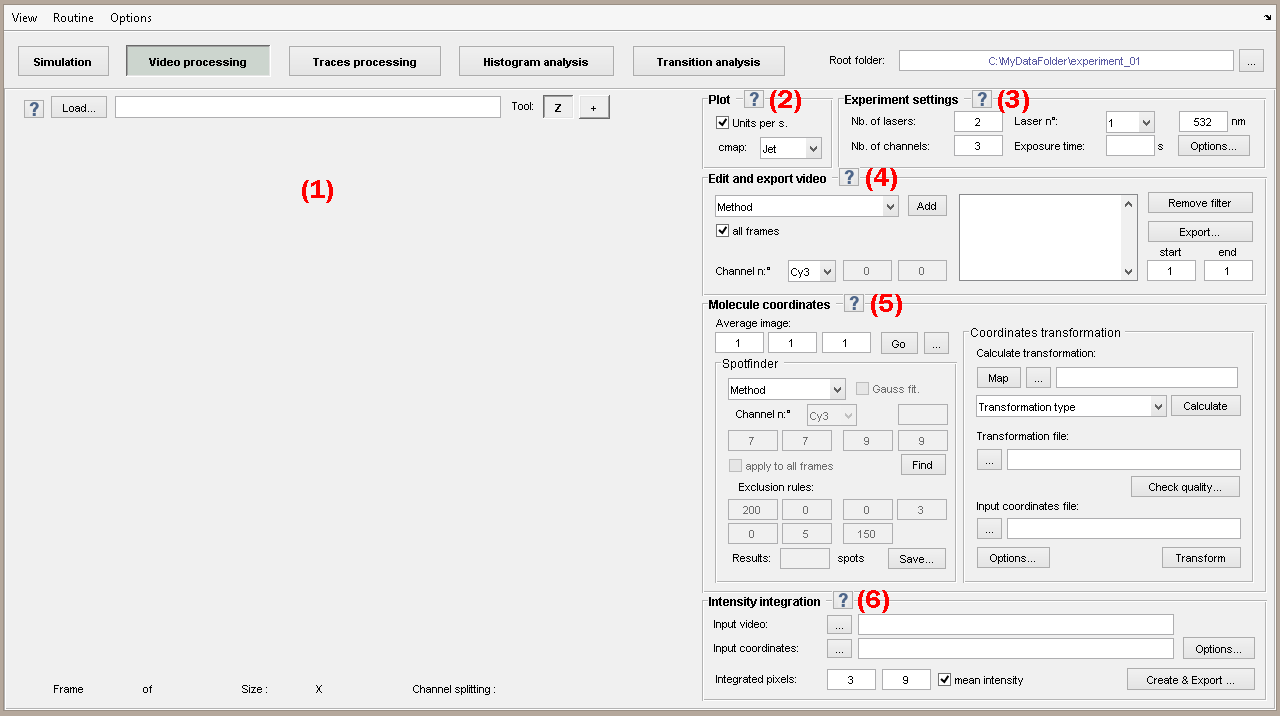 View Routine Options
Simulation Video processing Traces processing Histogram analysis Transition analysis Root folder: C:\MyDataFolder\experiment_01 ...
? Load... Tool: Z +
(1)
Plot ? (2)
Units per s.
cmap: Jet
Experiment settings ? (3)
Nb. of lasers: 2 Laser n°: 1 532 nm
Nb. of channels: 3 Exposure time: s Options...
Edit and export video ? (4)
Method Add Remove filter
all frames Export...
start end
Channel n:° Cy3 0 0 1 1
Molecule coordinates ? (5)
Average image:
1 1 1 Go ...
Spotfinder
Method Gauss fit.
Channel n:° Cy3
7 7 9 9
apply to all frames Find
Exclusion rules:
200 0 0 3
0 5 150
Results: spots Save...
Coordinates transformation
Calculate transformation:
Map ...
Transformation type Calculate
Transformation file:
...
Check quality...
Input coordinates file:
...
Options... Transform
Intensity integration ? (6)
Input video: ...
Input coordinates: ... Options...
Integrated pixels: 3 9 mean intensity Create & Export ...
Frame of Size : X Channel splitting :